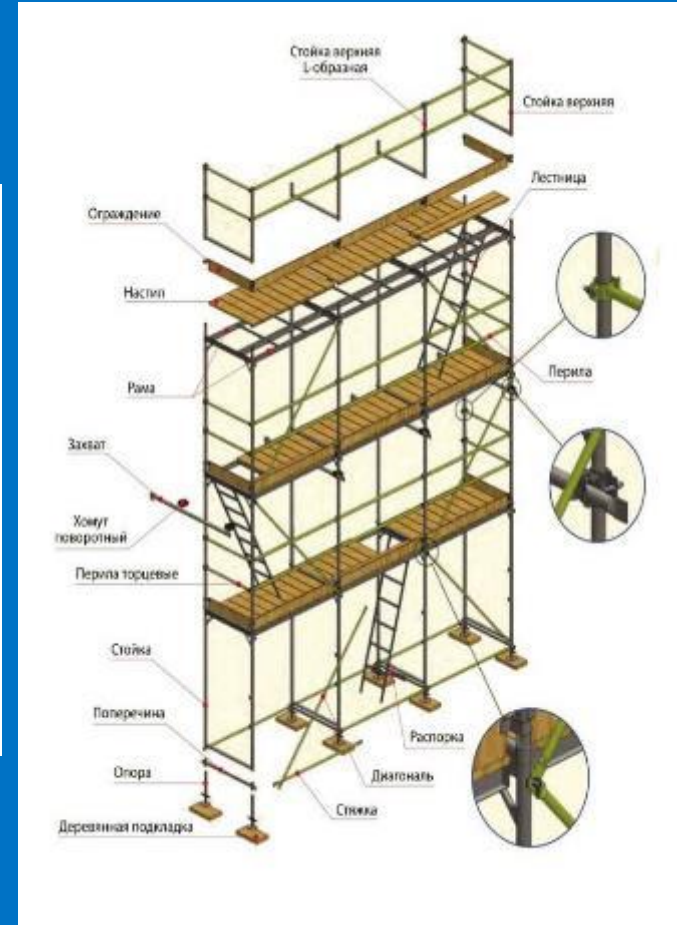 Стойка верхняя
L-образная
Стойка верхняя
Лестница
Ограждение
Настил
Рама
Перила
Захват
Хомут
поворотный
Перила торцевые
Стойка
Поперечина
Распорка
Опора
Диагональ
Стяжка
Деревянная подкладка